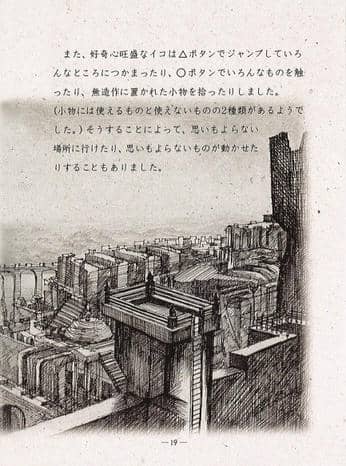 また、好奇心旺盛なイコは△ボタンでジャンプしていろ
んなところにつかまったり、○ボタンでいろんなものを触
ったり、無造作に置かれた小物を拾ったりしました。
(小物には使えるものと使えないものの2種類があるようで
した。)そうすることによって、思いもよらない
場所に行けたり、思いもよらないものが動かせた
りすることもありました。
—19—